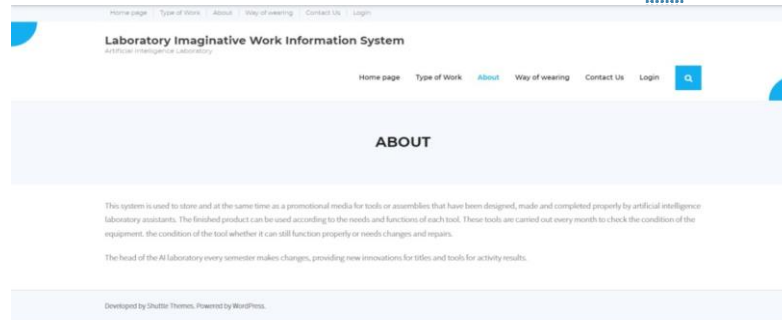 Home page | Type of Work | About | Way of wearing | Contact Us | Login
Laboratory Imaginative Work Information System
Artificial Intelligence Laboratory
Home page Type of Work About Way of wearing Contact Us Login
ABOUT
This system is used to store and at the same time as a promotional media for tools or assemblies that have been designed, made and completed properly by artificial intelligence
laboratory assistants. The finished product can be used according to the needs and functions of each tool. These tools are carried out every month to check the condition of the
equipment. the condition of the tool whether it can still function properly or needs changes and repairs.
The head of the AI laboratory every semester makes changes, providing new innovations for titles and tools for activity results.
Developed by Shuttle Themes. Powered by WordPress.